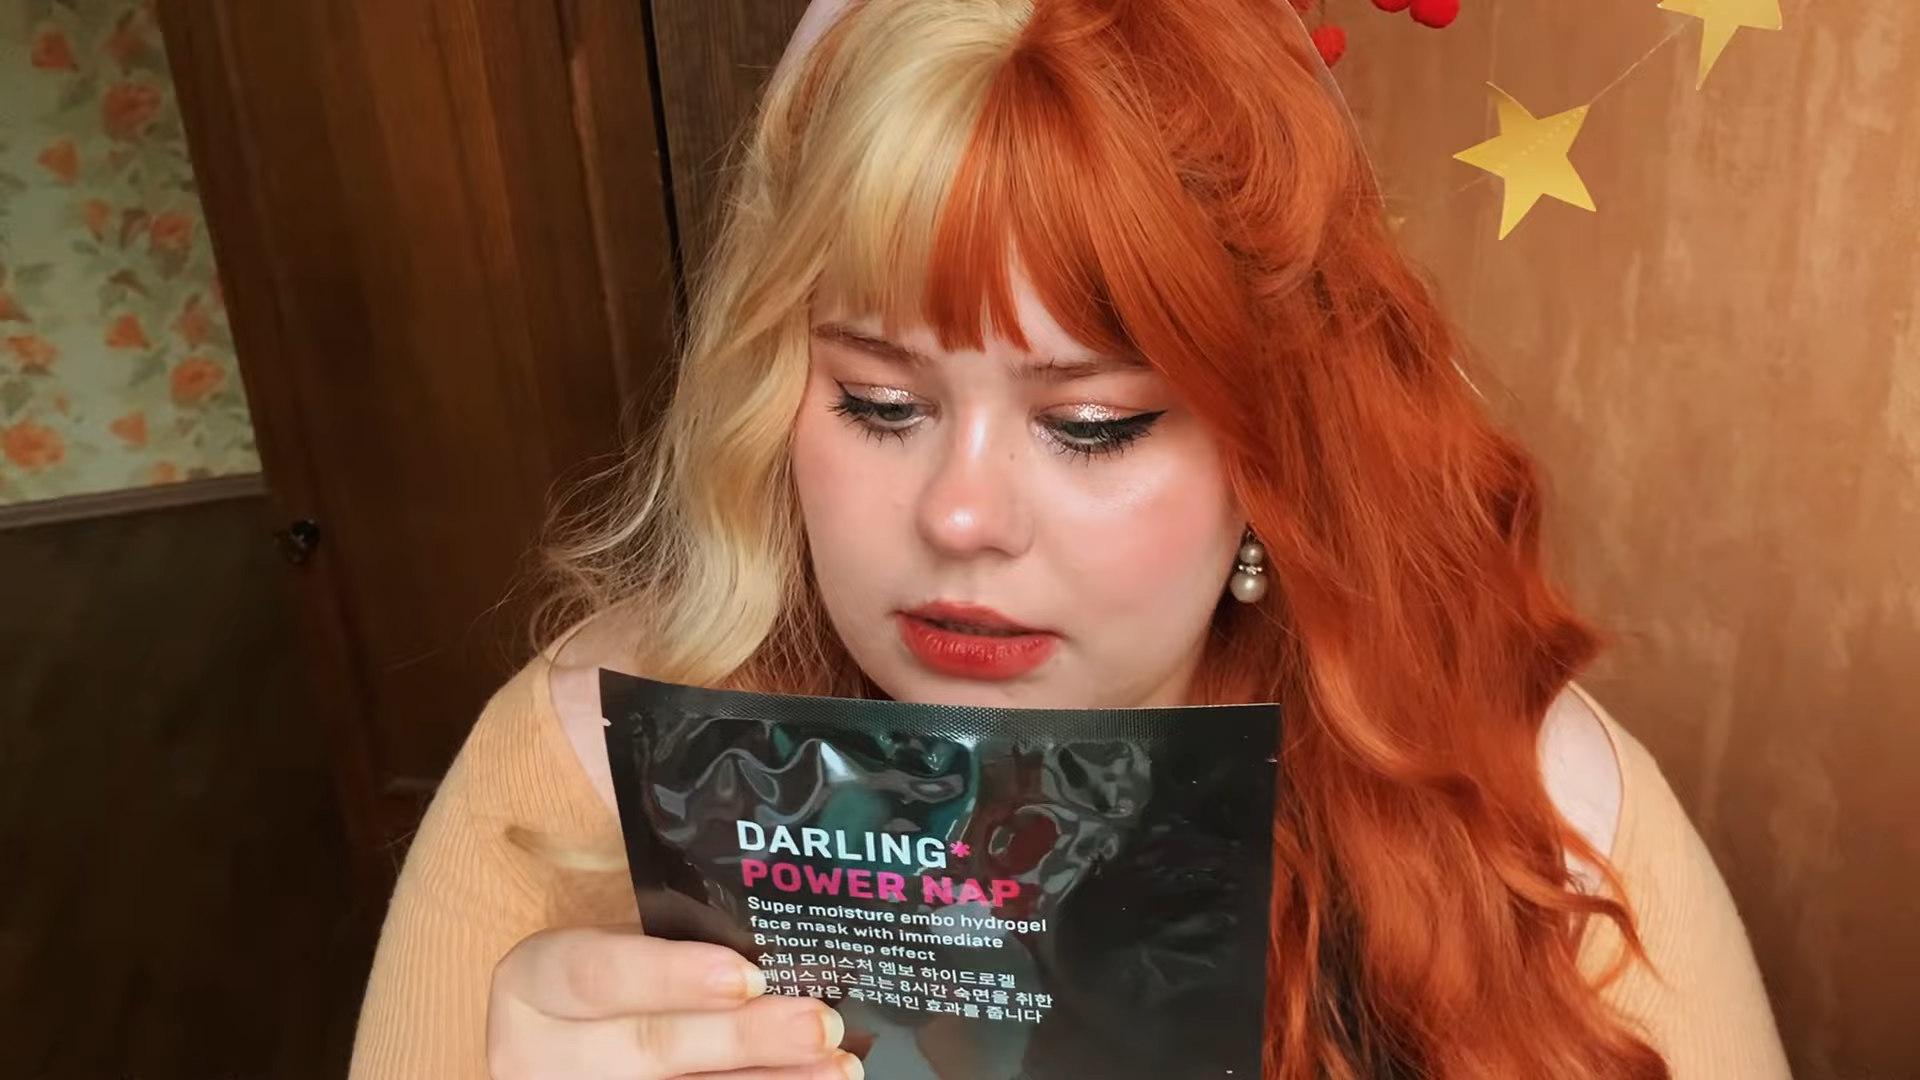 DARLING*
POWER NAP
Super moisture embo hydrogel
face mask with immediate
8-hour sleep effect
슈퍼 모이스처 엠보 하이드로겔
페이스 마스크는 8시간 숙면을 취한
것과 같은 즉각적인 효과를 줍니다